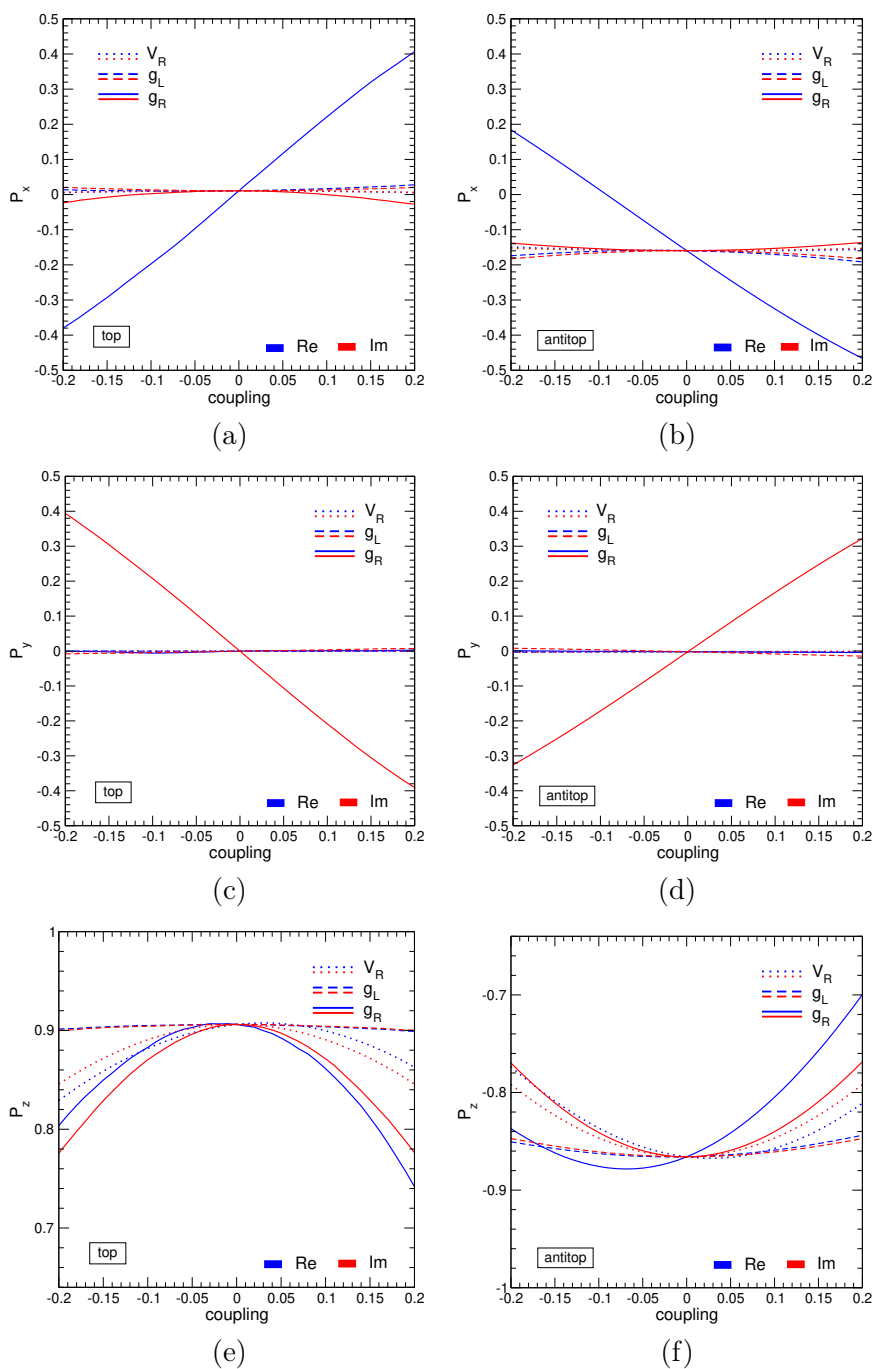 0.5
0.4
0.3
0.2
0.1
0
-0.1
-0.2
-0.3
-0.4
-0.5
P_x
V_R
g_L
g_R
top
Re Im
-0.2 -0.15 -0.1 -0.05 0 0.05 0.1 0.15 0.2
coupling
(a)
0.5
0.4
0.3
0.2
0.1
0
-0.1
-0.2
-0.3
-0.4
-0.5
P_x
V_R
g_L
g_R
antitop
Re Im
-0.2 -0.15 -0.1 -0.05 0 0.05 0.1 0.15 0.2
coupling
(b)
0.5
0.4
0.3
0.2
0.1
0
-0.1
-0.2
-0.3
-0.4
-0.5
P_y
V_R
g_L
g_R
top
Re Im
-0.2 -0.15 -0.1 -0.05 0 0.05 0.1 0.15 0.2
coupling
(c)
0.5
0.4
0.3
0.2
0.1
0
-0.1
-0.2
-0.3
-0.4
-0.5
P_y
V_R
g_L
g_R
antitop
Re Im
-0.2 -0.15 -0.1 -0.05 0 0.05 0.1 0.15 0.2
coupling
(d)
1
0.9
0.8
0.7
P_z
V_R
g_L
g_R
top
Re Im
-0.2 -0.15 -0.1 -0.05 0 0.05 0.1 0.15 0.2
coupling
(e)
-0.7
-0.8
-0.9
-1
P_z
V_R
g_L
g_R
antitop
Re Im
-0.2 -0.15 -0.1 -0.05 0 0.05 0.1 0.15 0.2
coupling
(f)